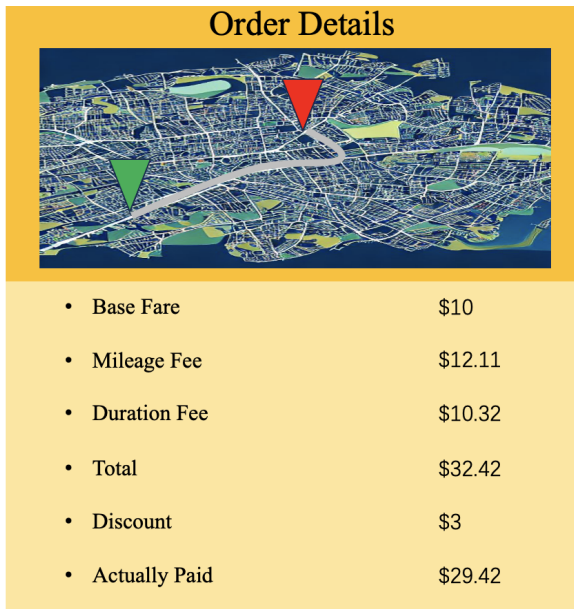 Order Details
• Base Fare $10
• Mileage Fee $12.11
• Duration Fee $10.32
• Total $32.42
• Discount $3
• Actually Paid $29.42